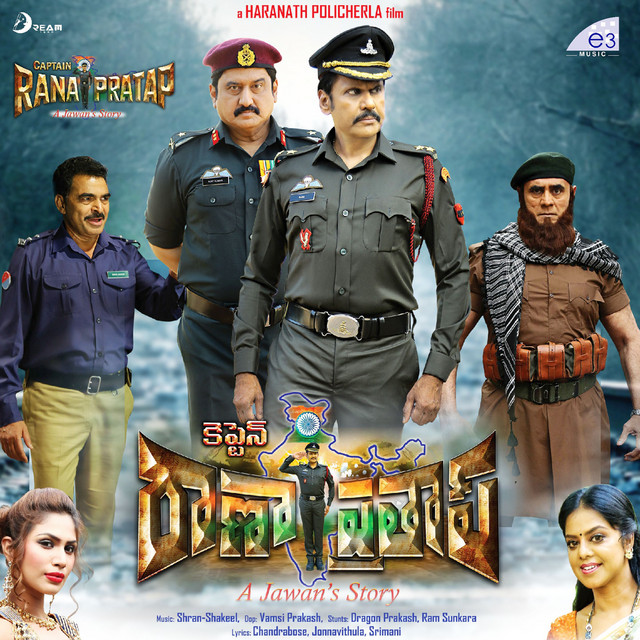 a HARANATH POLICHERLA film
DREAM
e3
MUSIC
CAPTAIN
RANA PRATAP
A Jawan's Story
కెప్టెన్
రాణా ప్రతాప్
A Jawan's Story
Music: Shran-Shakeel, Dop: Vamsi Prakash, Stunts: Dragon Prakash, Ram Sunkara
Lyrics: Chandrabose, Jonnavithula, Srimani